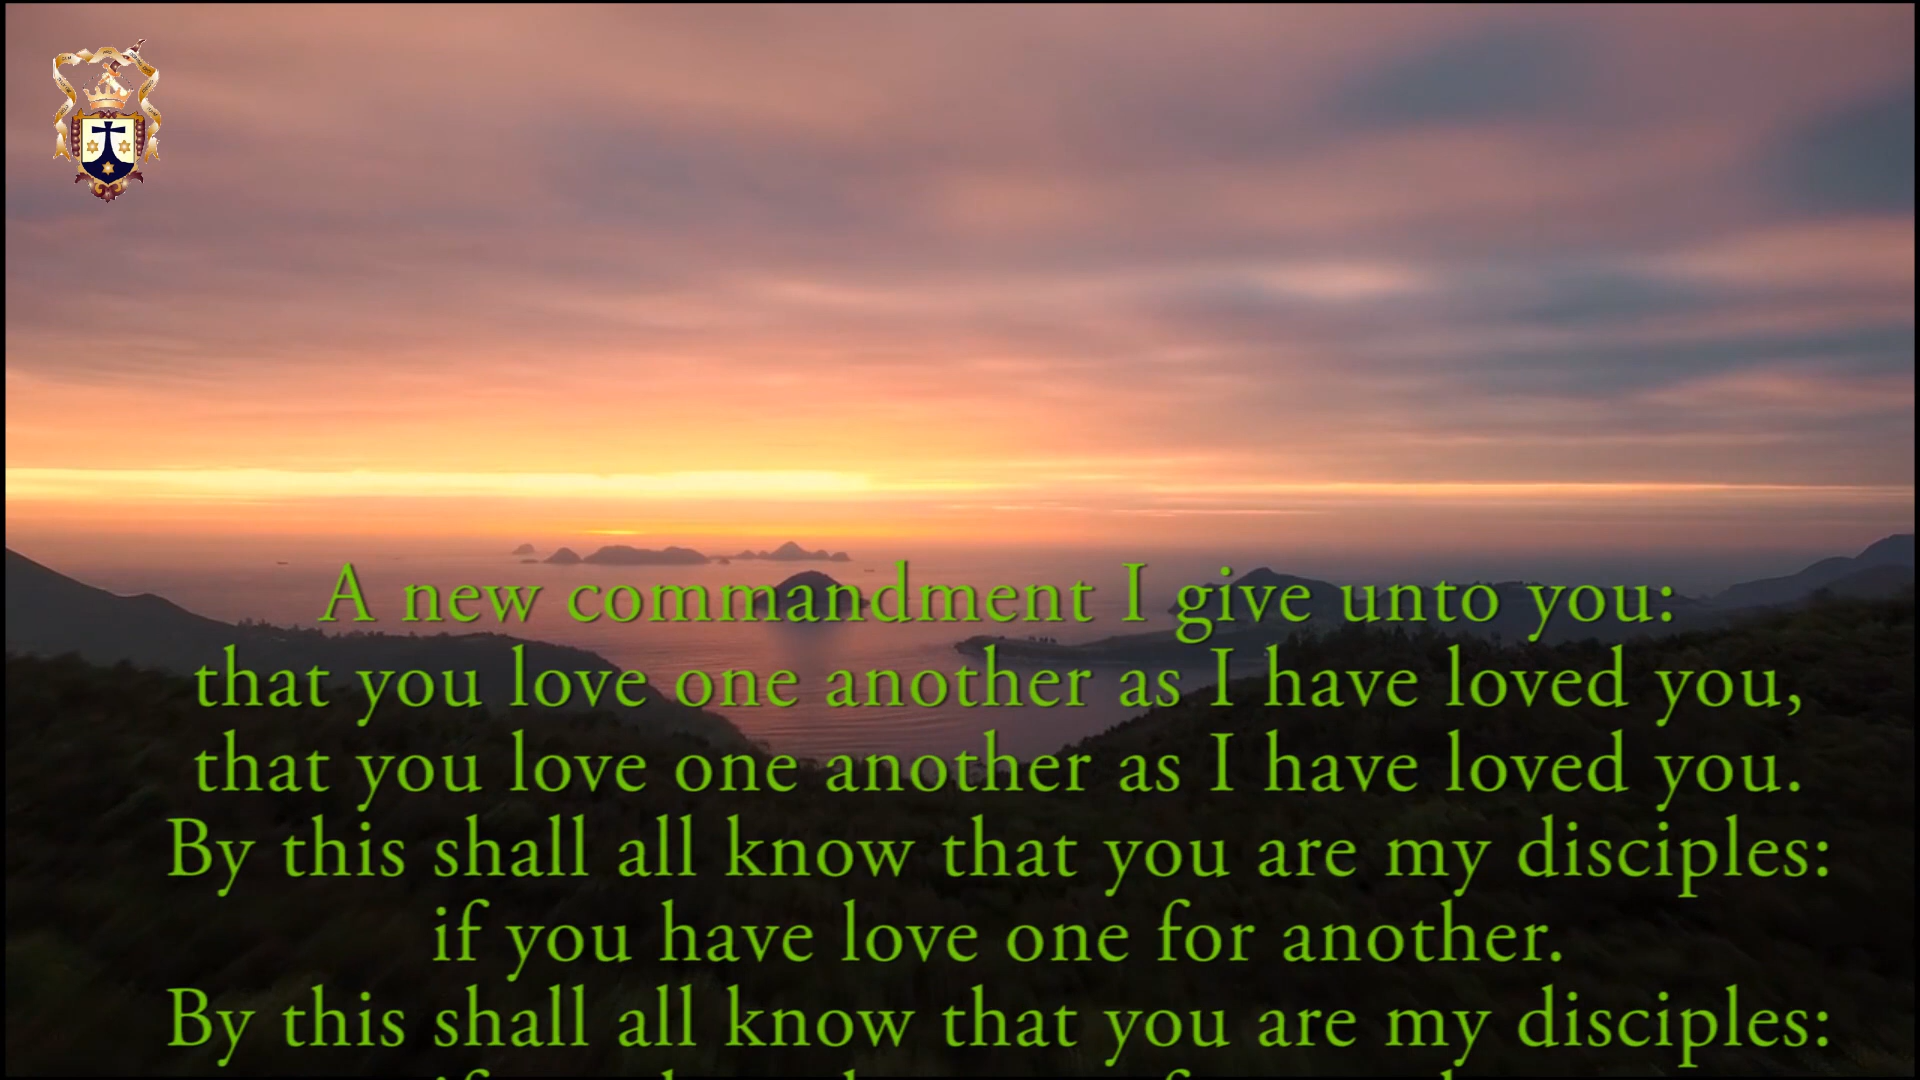 A new commandment I give unto you:
that you love one another as I have loved you,
that you love one another as I have loved you.
By this shall all know that you are my disciples:
if you have love one for another.
By this shall all know that you are my disciples: